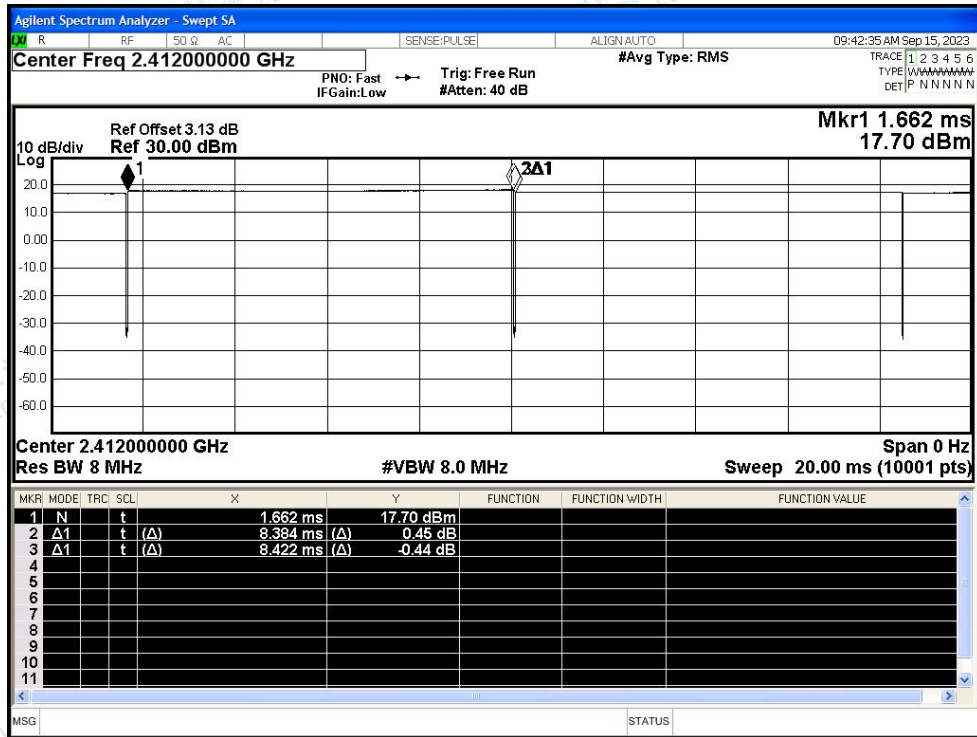 Agilent Spectrum Analyzer - Swept SA
LXI R RF 50 Ω AC SENSE:PULSE ALIGN AUTO 09:42:35 AM Sep 15, 2023
Center Freq 2.412000000 GHz
PNO: Fast
IFGain:Low
Trig: Free Run
#Atten: 40 dB
#Avg Type: RMS
TRACE 1 2 3 4 5 6
TYPE WWWWWW
DET P N N N N N
Mkr1 1.662 ms
17.70 dBm
Ref Offset 3.13 dB
10 dB/div Ref 30.00 dBm
Log
1
3Δ1
20.0
10.0
0.00
-10.0
-20.0
-30.0
-40.0
-50.0
-60.0
Center 2.412000000 GHz Span 0 Hz
Res BW 8 MHz #VBW 8.0 MHz Sweep 20.00 ms (10001 pts)
MKR MODE TRC SCL X Y FUNCTION FUNCTION WIDTH FUNCTION VALUE
1 N t 1.662 ms 17.70 dBm
2 Δ1 t (Δ) 8.384 ms (Δ) 0.45 dB
3 Δ1 t (Δ) 8.422 ms (Δ) -0.44 dB
4
5
6
7
8
9
10
11
MSG STATUS